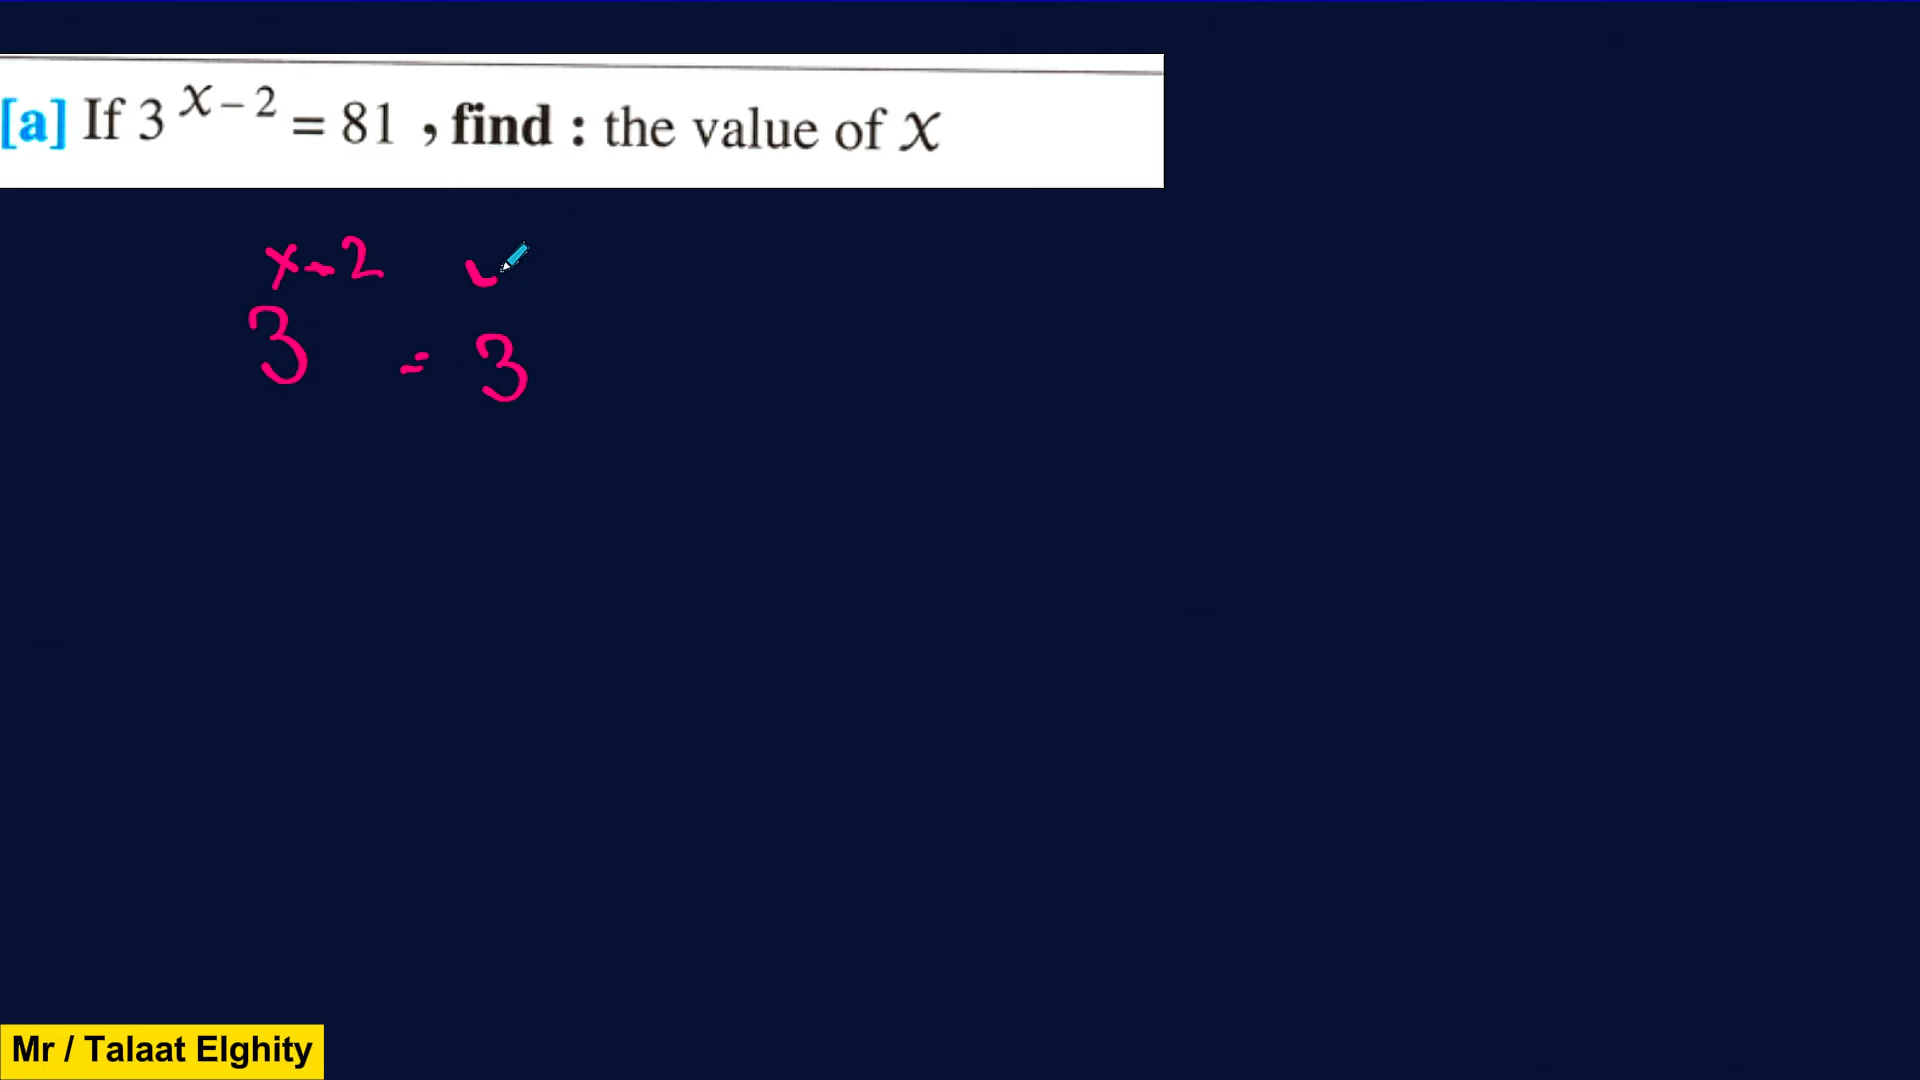 [a] If 3^{x-2} = 81 , find : the value of x
3^{x-2} = 3
Mr / Talaat Elghity